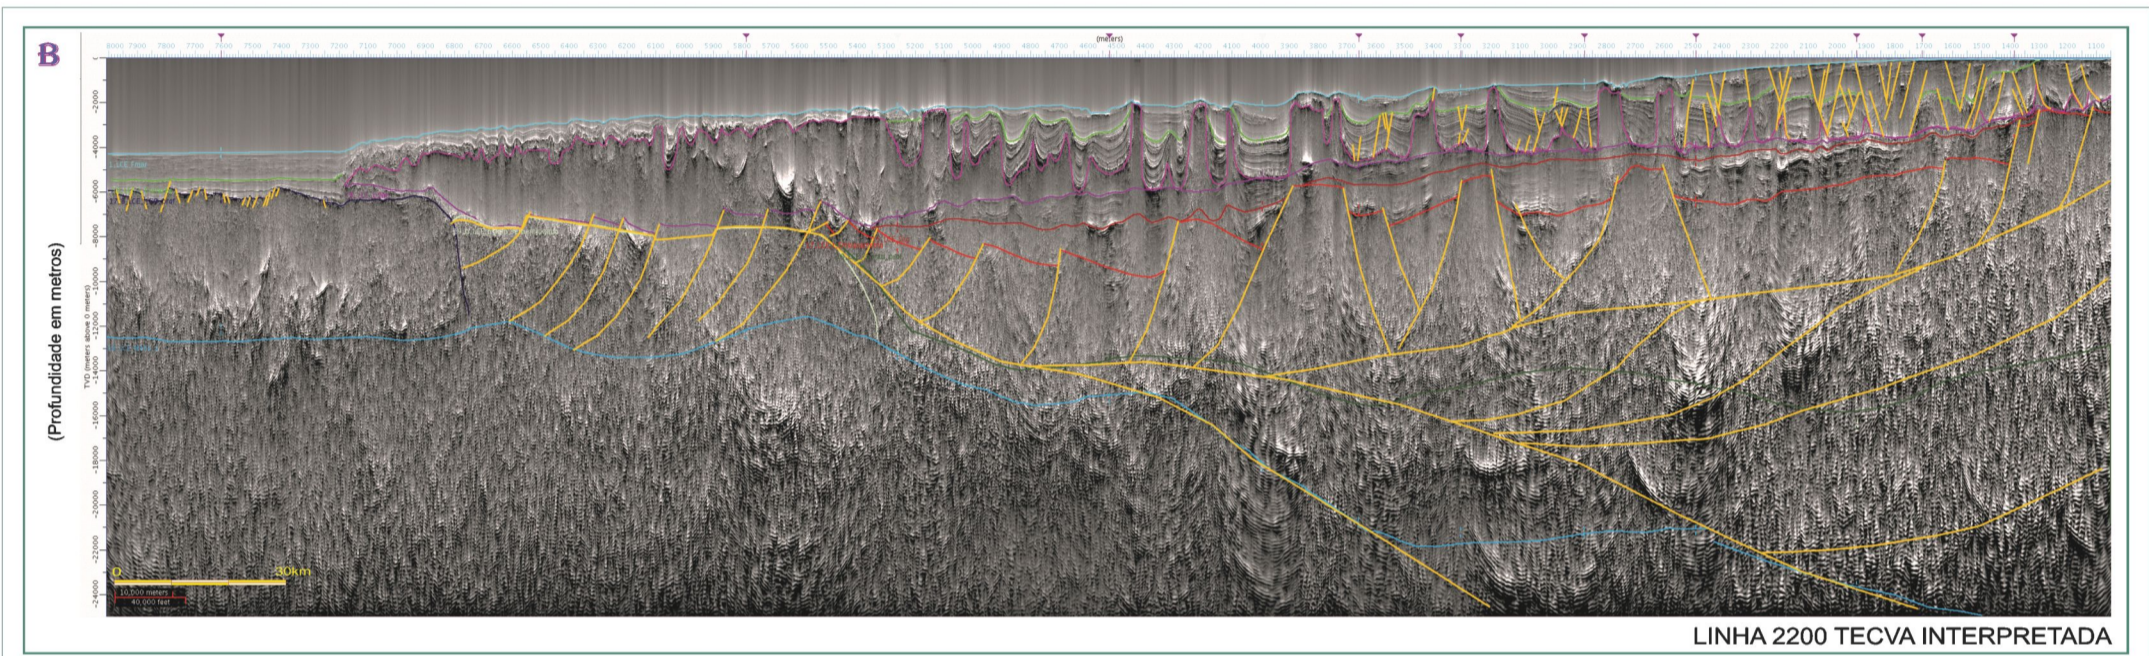 B
(meters)
8000 7900 7800 7700 7600 7500 7400 7300 7200 7100 7000 6900 6800 6700 6600 6500 6400 6300 6200 6100 6000 5900 5800 5700 5600 5500 5400 5300 5200 5100 5000 4900 4800 4700 4600 4500 4400 4300 4200 4100 4000 3900 3800 3700 3600 3500 3400 3300 3200 3100 3000 2900 2800 2700 2600 2500 2400 2300 2200 2100 2000 1900 1800 1700 1600 1500 1400 1300 1200 1100
(Profundidade em metros)
TVD (meters above 0 meters)
-2000
-4000
-6000
-8000
-10000
-12000
-14000
-16000
-18000
-20000
-22000
-24000
0 30km
10,000 meters
40,000 feet
LINHA 2200 TECVA INTERPRETADA